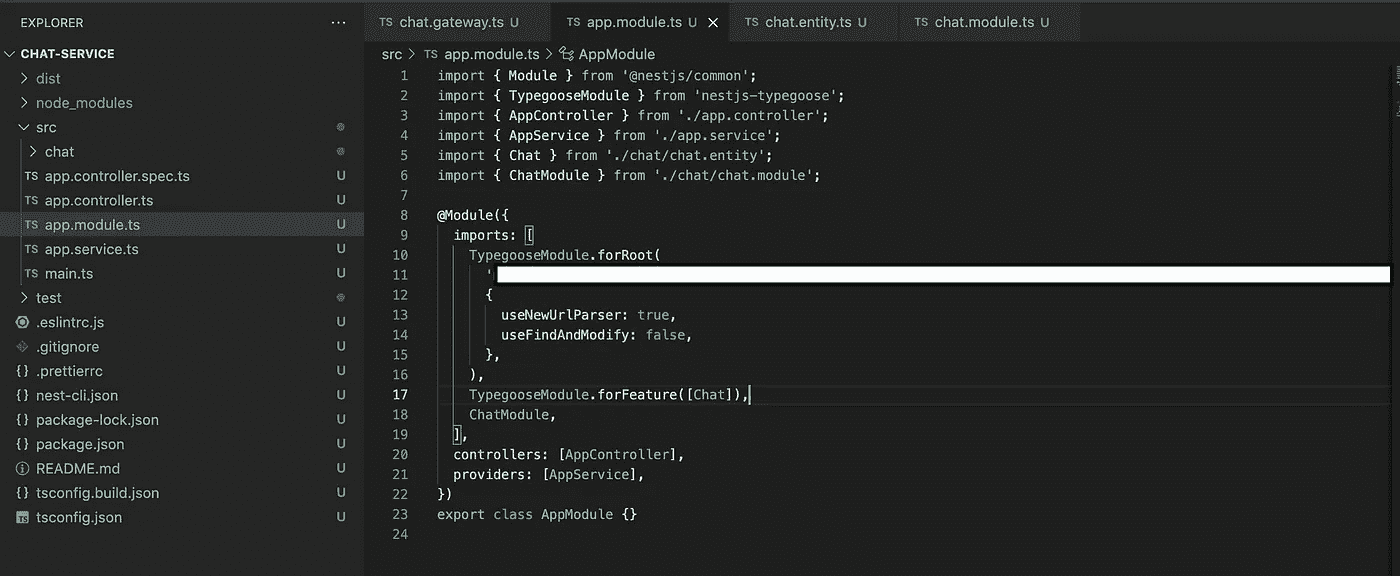 EXPLORER ...
CHAT-SERVICE
dist
node_modules
src
chat
TS app.controller.spec.ts U
TS app.controller.ts U
TS app.module.ts U
TS app.service.ts U
TS main.ts U
test
.eslintrc.js U
.gitignore U
{} .prettierrc U
{} nest-cli.json U
{} package-lock.json U
{} package.json U
README.md U
{} tsconfig.build.json U
TS tsconfig.json U
TS chat.gateway.ts U TS app.module.ts U TS chat.entity.ts U TS chat.module.ts U
src > TS app.module.ts > AppModule
1 import { Module } from '@nestjs/common';
2 import { TypegooseModule } from 'nestjs-typegoose';
3 import { AppController } from './app.controller';
4 import { AppService } from './app.service';
5 import { Chat } from './chat/chat.entity';
6 import { ChatModule } from './chat/chat.module';
7
8 @Module({
9 imports: [
10 TypegooseModule.forRoot(
11 '
12 {
13 useNewUrlParser: true,
14 useFindAndModify: false,
15 },
16 ),
17 TypegooseModule.forFeature([Chat]),
18 ChatModule,
19 ],
20 controllers: [AppController],
21 providers: [AppService],
22 })
23 export class AppModule {}
24